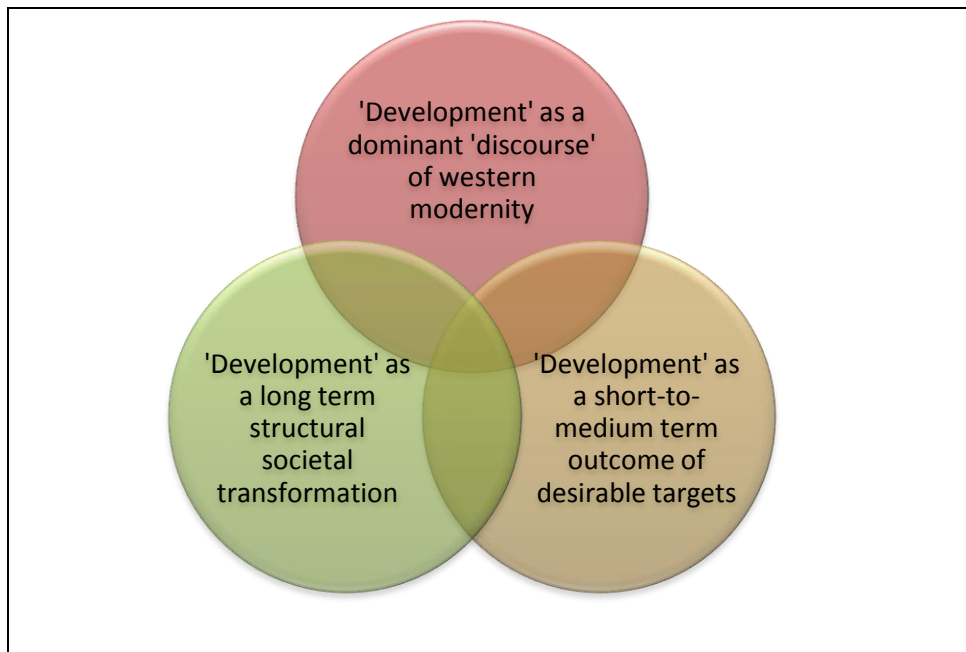 'Development' as a
dominant 'discourse'
of western
modernity
'Development' as
a long term
structural
societal
transformation
'Development' as
a short-to-
medium term
outcome of
desirable targets